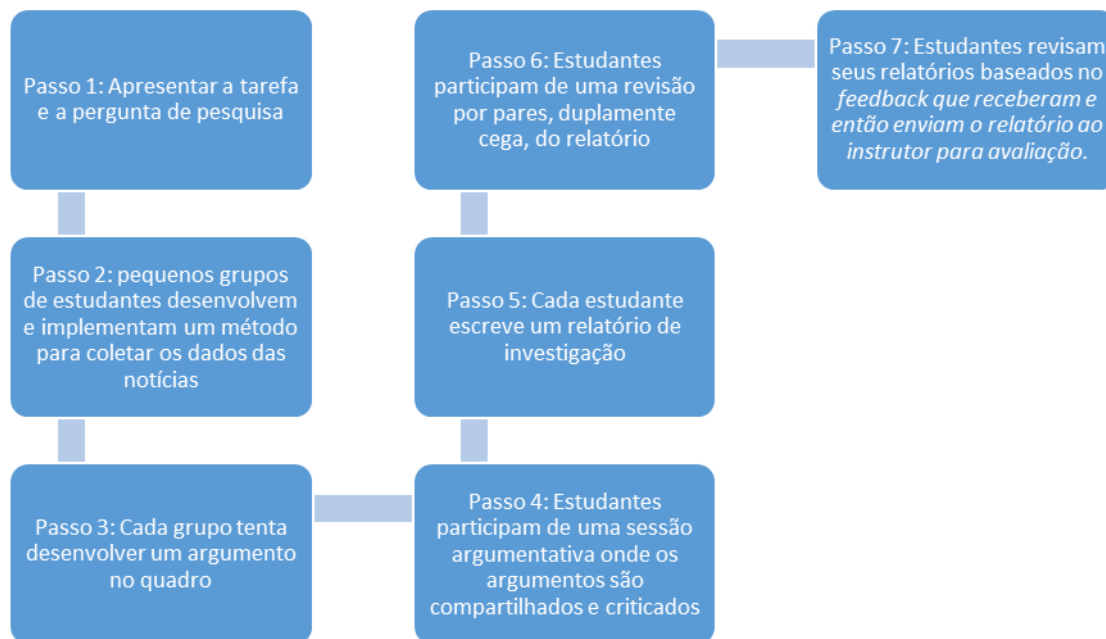 Passo 1: Apresentar a tarefa
e a pergunta de pesquisa
Passo 2: pequenos grupos
de estudantes desenvolvem
e implementam um método
para coletar os dados das
notícias
Passo 3: Cada grupo tenta
desenvolver um argumento
no quadro
Passo 4: Estudantes
participam de uma sessão
argumentativa onde os
argumentos são
compartilhados e criticados
Passo 5: Cada estudante
escreve um relatório de
investigação
Passo 6: Estudantes
participam de uma revisão
por pares, duplamente
cega, do relatório
Passo 7: Estudantes revisam
seus relatórios baseados no
feedback que receberam e
então enviam o relatório ao
instrutor para avaliação.